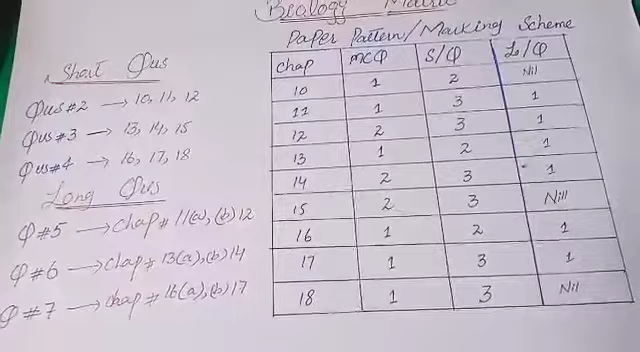 Biology Matric
Paper Pattern/Marking Scheme
Short Qus
Qus#2 → 10, 11, 12
Qus#3 → 13, 14, 15
Qus#4 → 16, 17, 18
Long Qus
Q#5 → chap# 11(a), (b) 12
Q#6 → chap# 13(a), (b) 14
Q#7 → chap# 16(a), (b) 17
chap MCQ S/Q L/Q
10 1 2 Nil
11 1 3 1
12 2 3 1
13 1 2 1
14 2 3 1
15 2 3 Nill
16 1 2 1
17 1 3 1
18 1 3 Nil